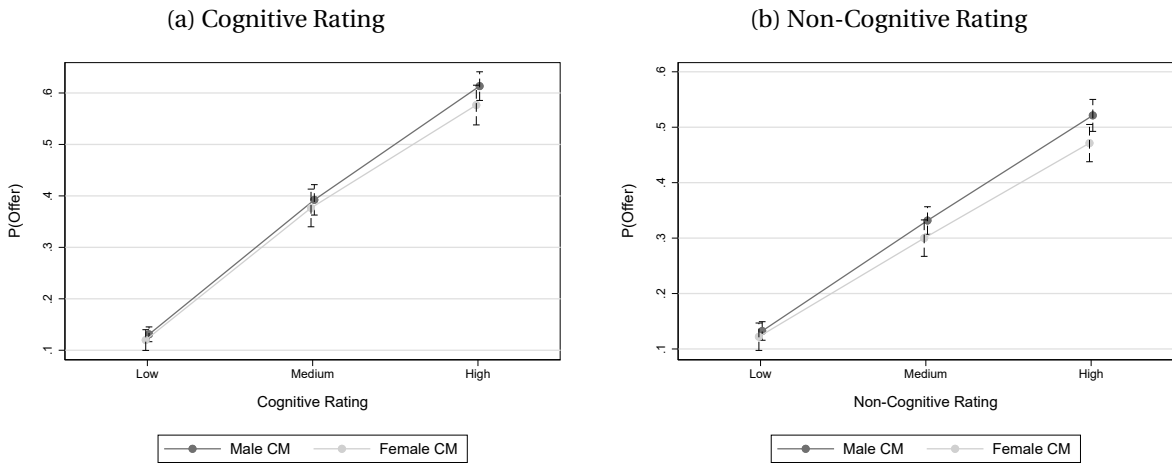 (a) Cognitive Rating
P(Offer)
.6
.5
.4
.3
.2
.1
Low Medium High
Cognitive Rating
Male CM Female CM
(b) Non-Cognitive Rating
P(Offer)
.6
.5
.4
.3
.2
.1
Low Medium High
Non-Cognitive Rating
Male CM Female CM